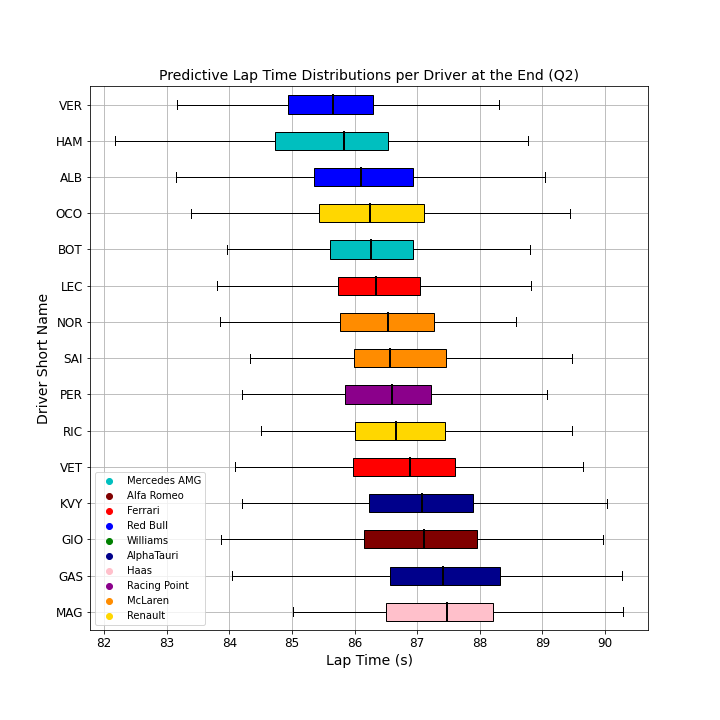 Predictive Lap Time Distributions per Driver at the End (Q2)
VER
HAM
ALB
OCO
BOT
LEC
NOR
SAI
PER
RIC
VET
KVY
GIO
GAS
MAG
Driver Short Name
Mercedes AMG
Alfa Romeo
Ferrari
Red Bull
Williams
AlphaTauri
Haas
Racing Point
McLaren
Renault
82 83 84 85 86 87 88 89 90
Lap Time (s)